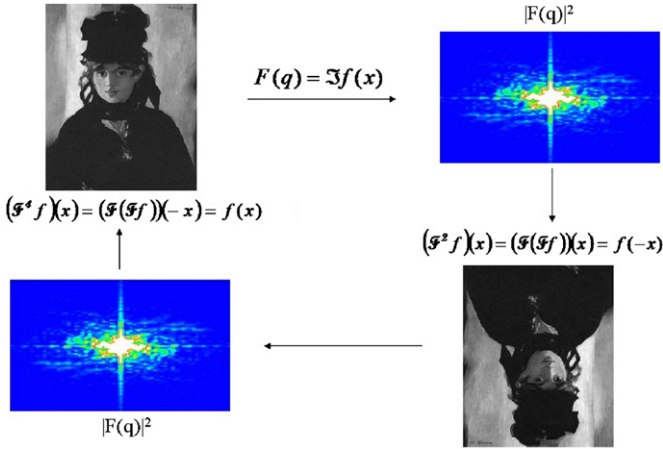 |F(q)|²
F(q) = ℑf(x)
(ℱ⁴f)(x) = (ℱ(ℱf))(−x) = f(x)
(ℱ²f)(x) = (ℱ(ℱf))(x) = f(−x)
|F(q)|²